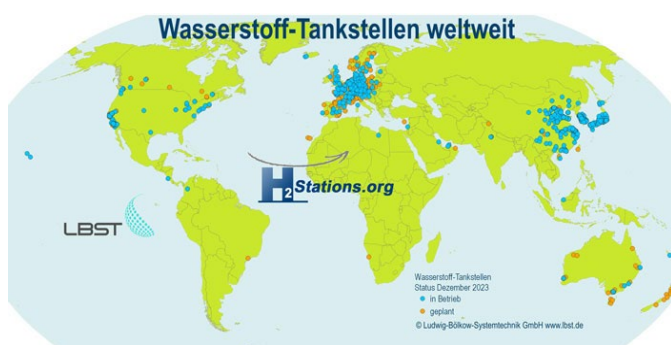 Wasserstoff-Tankstellen weltweit
H2Stations.org
LBST
Wasserstoff-Tankstellen
Status Dezember 2023
in Betrieb
geplant
© Ludwig-Bölkow-Systemtechnik GmbH www.lbst.de